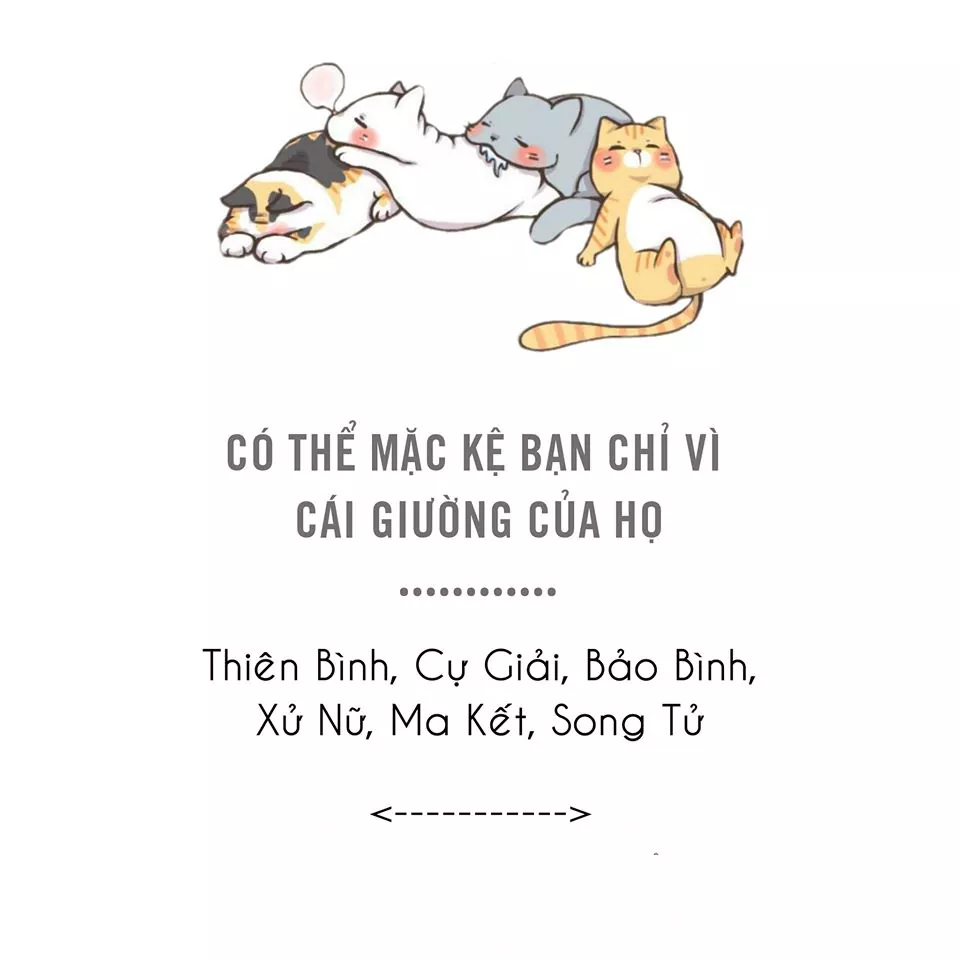 CÓ THỂ MẶC KỆ BẠN CHỈ VÌ
CÁI GIƯỜNG CỦA HỌ
............
Thiên Bình, Cự Giải, Bảo Bình,
Xử Nữ, Ma Kết, Song Tử
<----------->